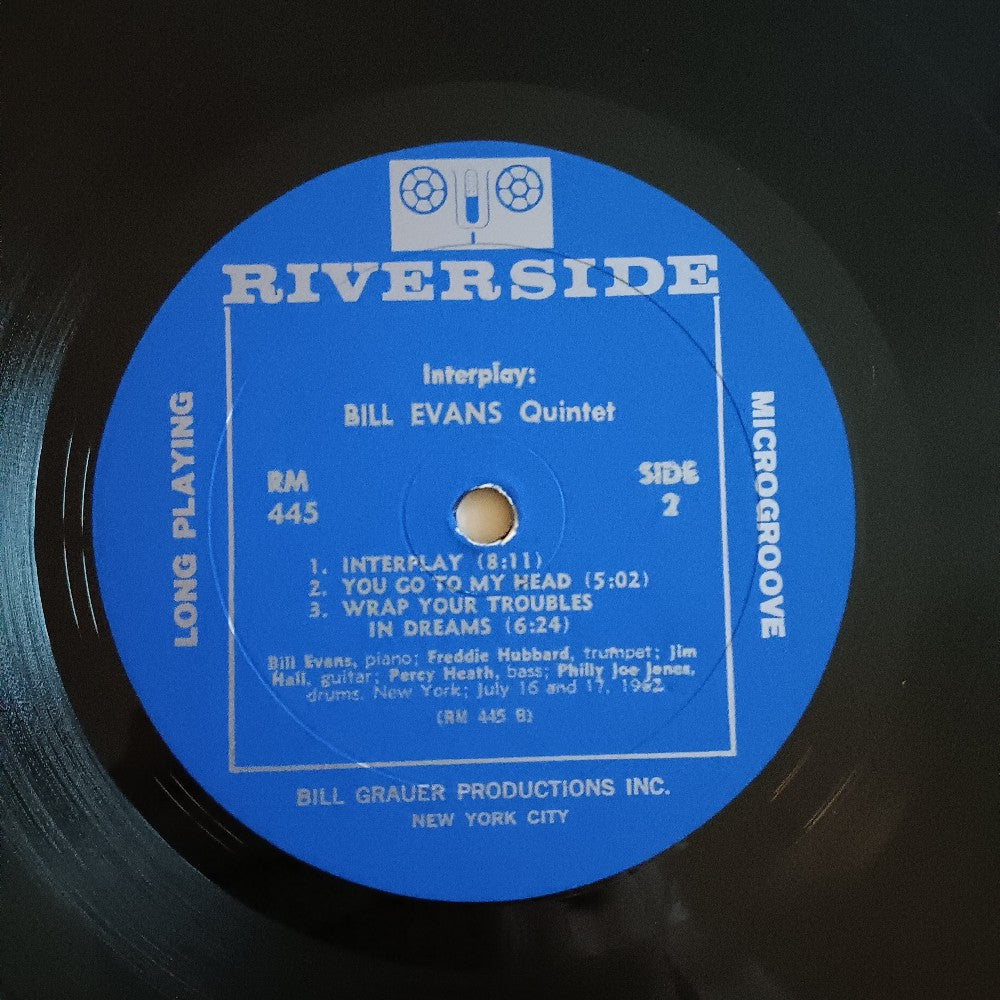 RIVERSIDE
Interplay:
BILL EVANS Quintet
RM
445
SIDE
2
LONG PLAYING
MICROGROOVE
1. INTERPLAY (8:11)
2. YOU GO TO MY HEAD (5:02)
3. WRAP YOUR TROUBLES
IN DREAMS (6:24)
Bill Evans, piano; Freddie Hubbard, trumpet; Jim
Hall, guitar; Percy Heath, bass; Philly Joe Jones,
drums. New York; July 16 and 17, 1962
(RM 445 B)
BILL GRAUER PRODUCTIONS INC.
NEW YORK CITY